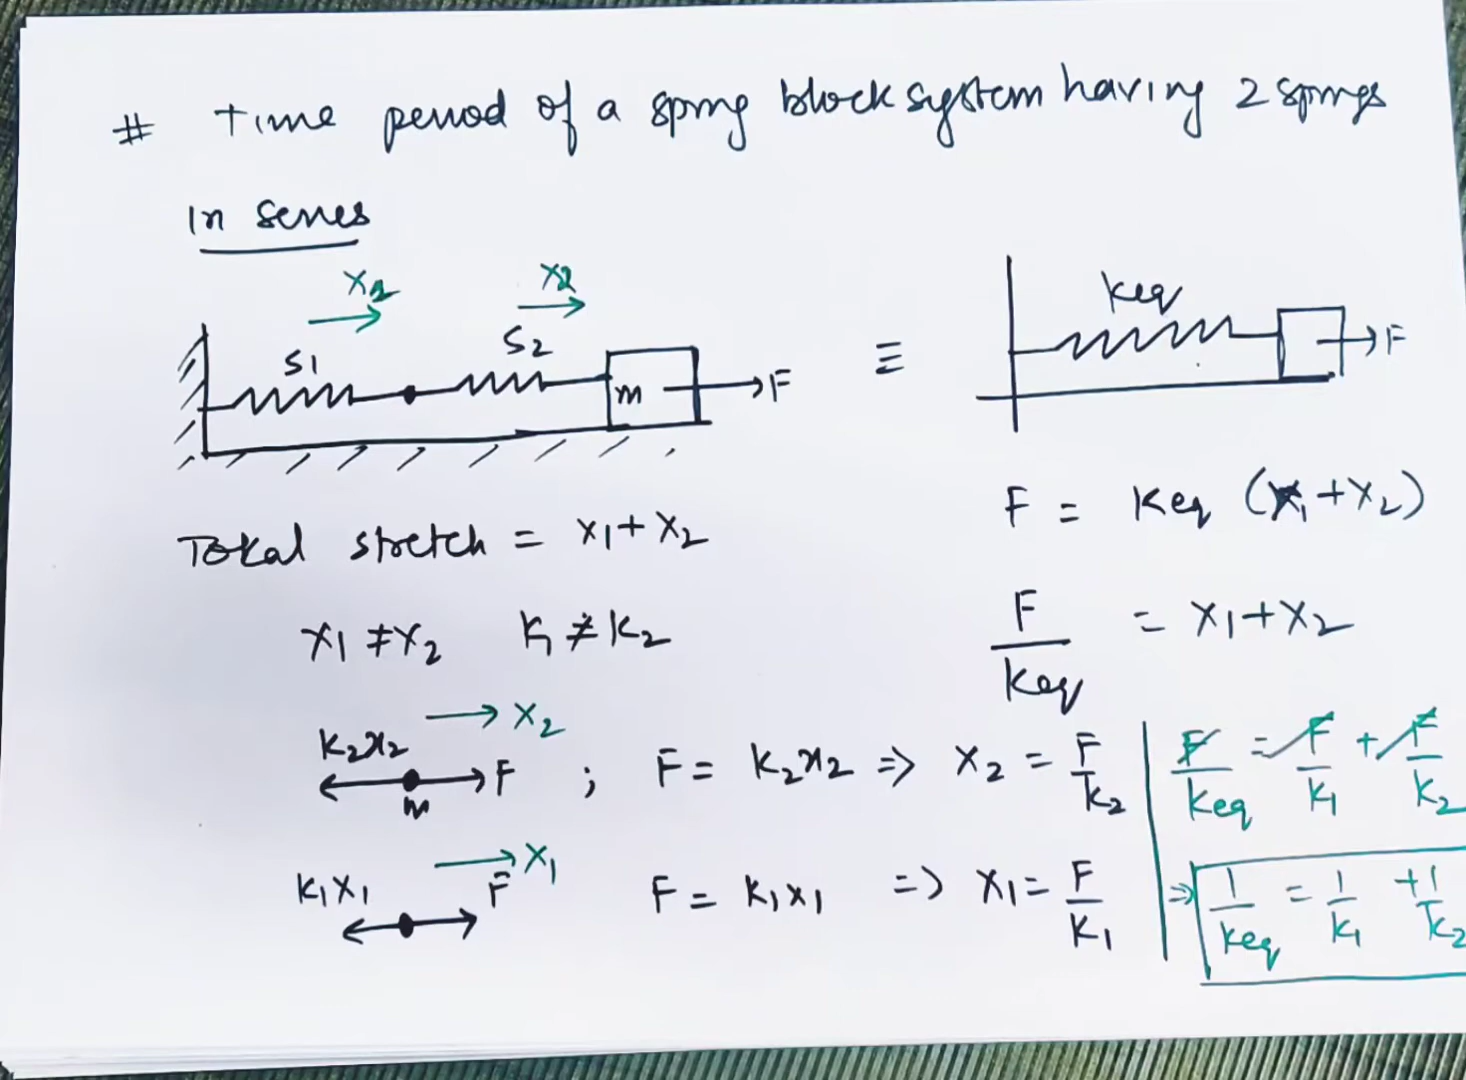 # Time period of a spring block system having 2 springs
In series
x2 x2
S1 S2
m F
≡
keq
F
Total stretch = x1 + x2
x1 ≠ x2 k1 ≠ k2
F = keq (x1 + x2)
F/keq = x1 + x2
k2x2 → x2
m F ; F = k2x2 => x2 = F/k2
k1x1 → x1
F F = k1x1 => x1 = F/k1
F/keq = F/k1 + F/k2
=> 1/keq = 1/k1 + 1/k2